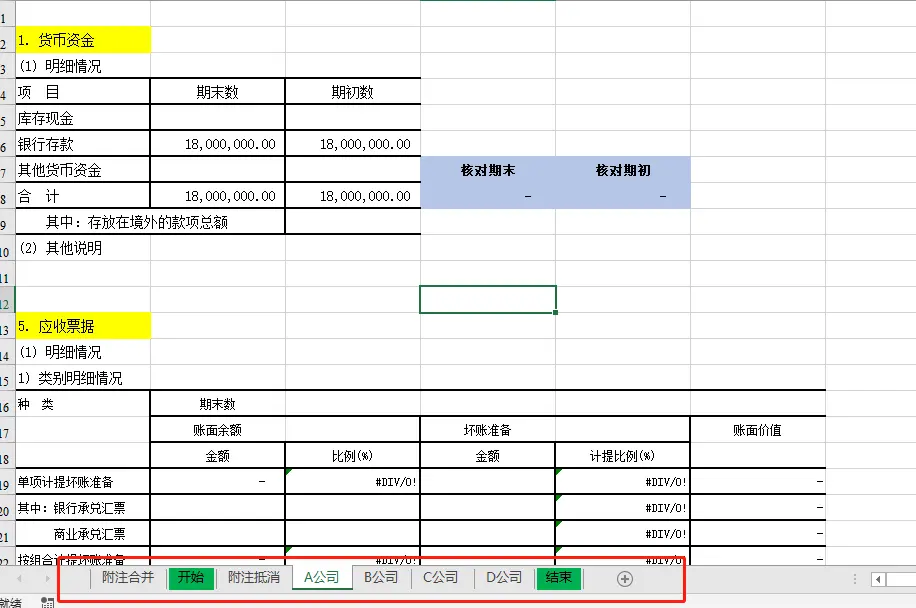 1
2 1. 货币资金
3 (1) 明细情况
4 项 目 期末数 期初数
5 库存现金
6 银行存款 18,000,000.00 18,000,000.00
7 其他货币资金 核对期末 核对期初
8 合 计 18,000,000.00 18,000,000.00 - -
9 其中: 存放在境外的款项总额
10 (2) 其他说明
11
12
13 5. 应收票据
14 (1) 明细情况
15 1) 类别明细情况
16 种 类 期末数
17 账面余额 坏账准备 账面价值
18 金额 比例(%) 金额 计提比例(%)
19 单项计提坏账准备 - #DIV/0! #DIV/0! -
20 其中: 银行承兑汇票 #DIV/0! -
21 商业承兑汇票 #DIV/0! -
22 按组合计提坏账准备 - #DIV/0! #DIV/0! -
附注合并 开始 附注抵消 A公司 B公司 C公司 D公司 结束
就绪